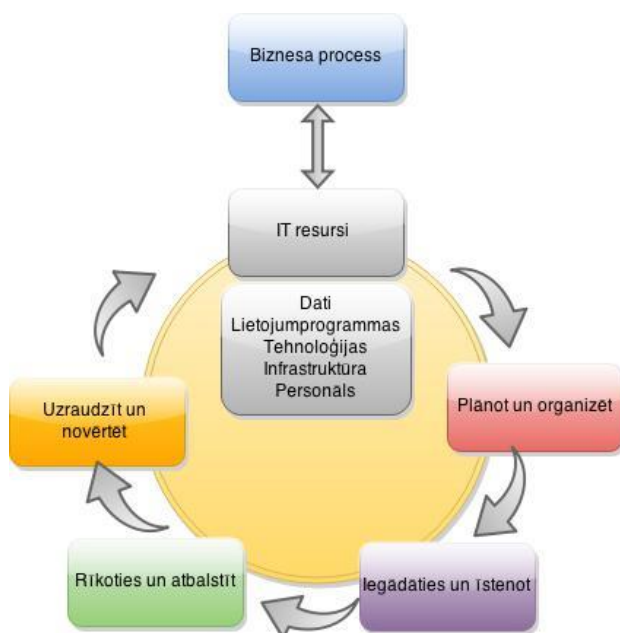 Biznesa process
IT resursi
Dati
Lietojumprogrammas
Tehnoloģijas
Infrastruktūra
Personāls
Plānot un organizēt
Iegādāties un īstenot
Rīkoties un atbalstīt
Uzraudzīt un
novērtēt